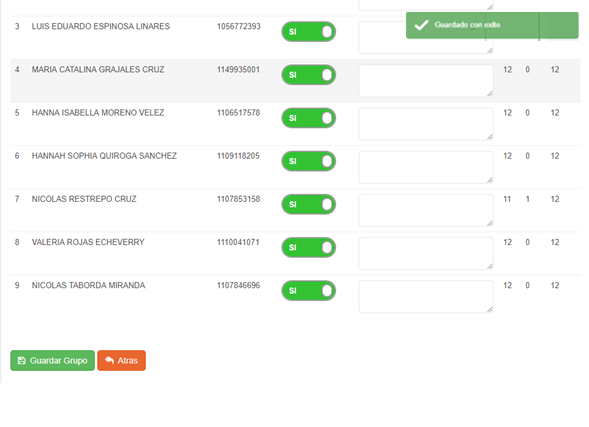 Guardado con exito
3 LUIS EDUARDO ESPINOSA LINARES 1056772393 SI
4 MARIA CATALINA GRAJALES CRUZ 1149935001 SI 12 0 12
5 HANNA ISABELLA MORENO VELEZ 1106517578 SI 12 0 12
6 HANNAH SOPHIA QUIROGA SANCHEZ 1109118205 SI 12 0 12
7 NICOLAS RESTREPO CRUZ 1107853158 SI 11 1 12
8 VALERIA ROJAS ECHEVERRY 1110041071 SI 12 0 12
9 NICOLAS TABORDA MIRANDA 1107846696 SI 12 0 12
Guardar Grupo Atras